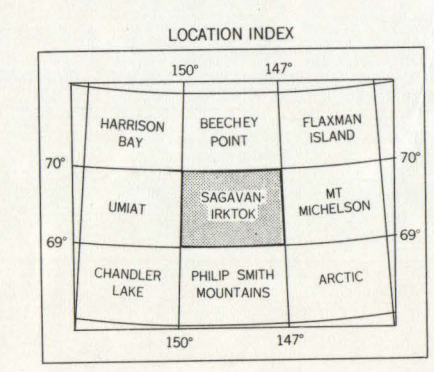 LOCATION INDEX
150° 147°
HARRISON
BAY
BEECHEY
POINT
FLAXMAN
ISLAND
70° 70°
UMIAT
SAGAVAN-
IRKTOK
MT
MICHELSON
69° 69°
CHANDLER
LAKE
PHILIP SMITH
MOUNTAINS
ARCTIC
150° 147°